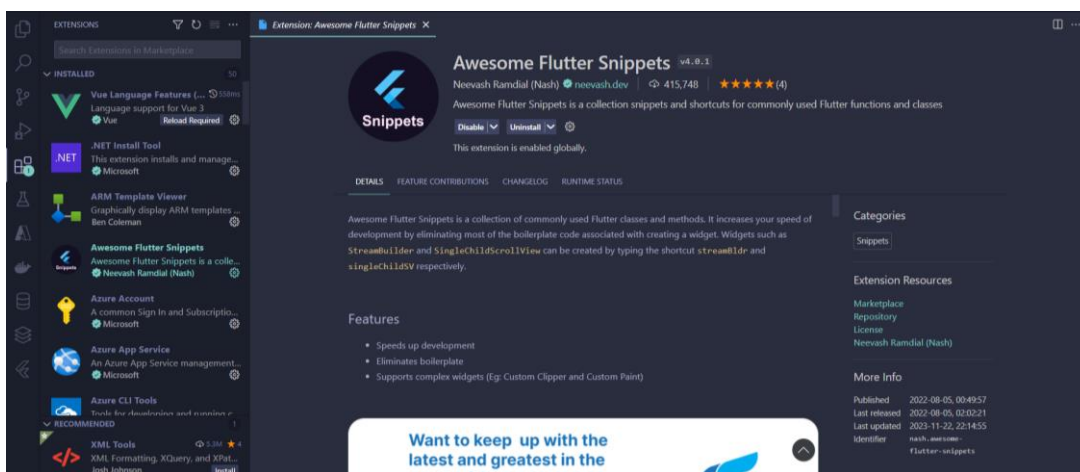 EXTENSIONS
Search Extensions in Marketplace
INSTALLED 50
Vue Language Features (... 558ms
Language support for Vue 3
Vue Reload Required
.NET
.NET Install Tool
This extension installs and manage...
Microsoft
ARM Template Viewer
Graphically display ARM templates ...
Ben Coleman
Snippets
Awesome Flutter Snippets
Awesome Flutter Snippets is a colle...
Neevash Ramdial (Nash)
Azure Account
A common Sign In and Subscriptio...
Microsoft
Azure App Service
An Azure App Service management...
Microsoft
Azure CLI Tools
Tools for developing and running c...
RECOMMENDED 1
XML Tools 5.3M 4
XML Formatting, XQuery, and XPat...
Josh Johnson Install
Extension: Awesome Flutter Snippets
Snippets
Awesome Flutter Snippets v4.0.1
Neevash Ramdial (Nash) neevash.dev 415,748 (4)
Awesome Flutter Snippets is a collection snippets and shortcuts for commonly used Flutter functions and classes
Disable Uninstall
This extension is enabled globally.
DETAILS FEATURE CONTRIBUTIONS CHANGELOG RUNTIME STATUS
Awesome Flutter Snippets is a collection of commonly used Flutter classes and methods. It increases your speed of
development by eliminating most of the boilerplate code associated with creating a widget. Widgets such as
StreamBuilder and SingleChildScrollView can be created by typing the shortcut streamBldr and
singleChildSV respectively.
Features
• Speeds up development
• Eliminates boilerplate
• Supports complex widgets (Eg: Custom Clipper and Custom Paint)
Want to keep up with the
latest and greatest in the
Categories
Snippets
Extension Resources
Marketplace
Repository
License
Neevash Ramdial (Nash)
More Info
Published 2022-08-05, 00:49:57
Last released 2022-08-05, 02:02:21
Last updated 2023-11-22, 22:14:55
Identifier nash.awesome-
flutter-snippets